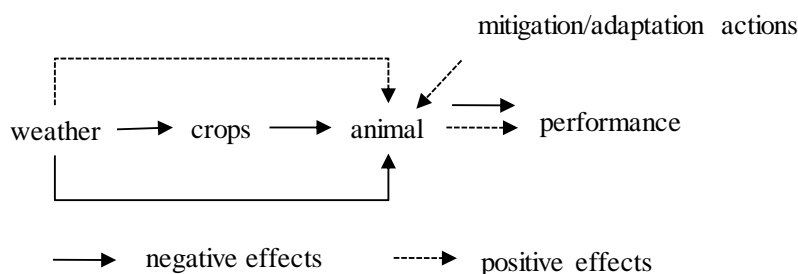 mitigation/adaptation actions
weather crops animal performance
negative effects positive effects